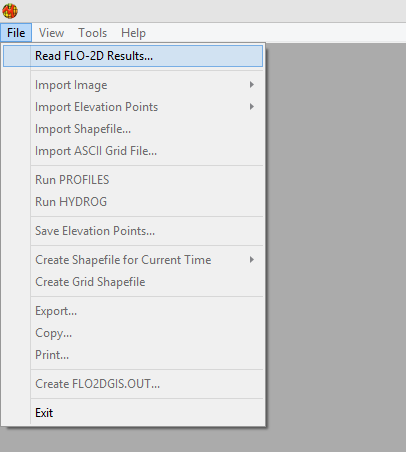 File View Tools Help
Read FLO-2D Results...
Import Image
Import Elevation Points
Import Shapefile...
Import ASCII Grid File...
Run PROFILES
Run HYDROG
Save Elevation Points...
Create Shapefile for Current Time
Create Grid Shapefile
Export...
Copy...
Print...
Create FLO2DGIS.OUT...
Exit